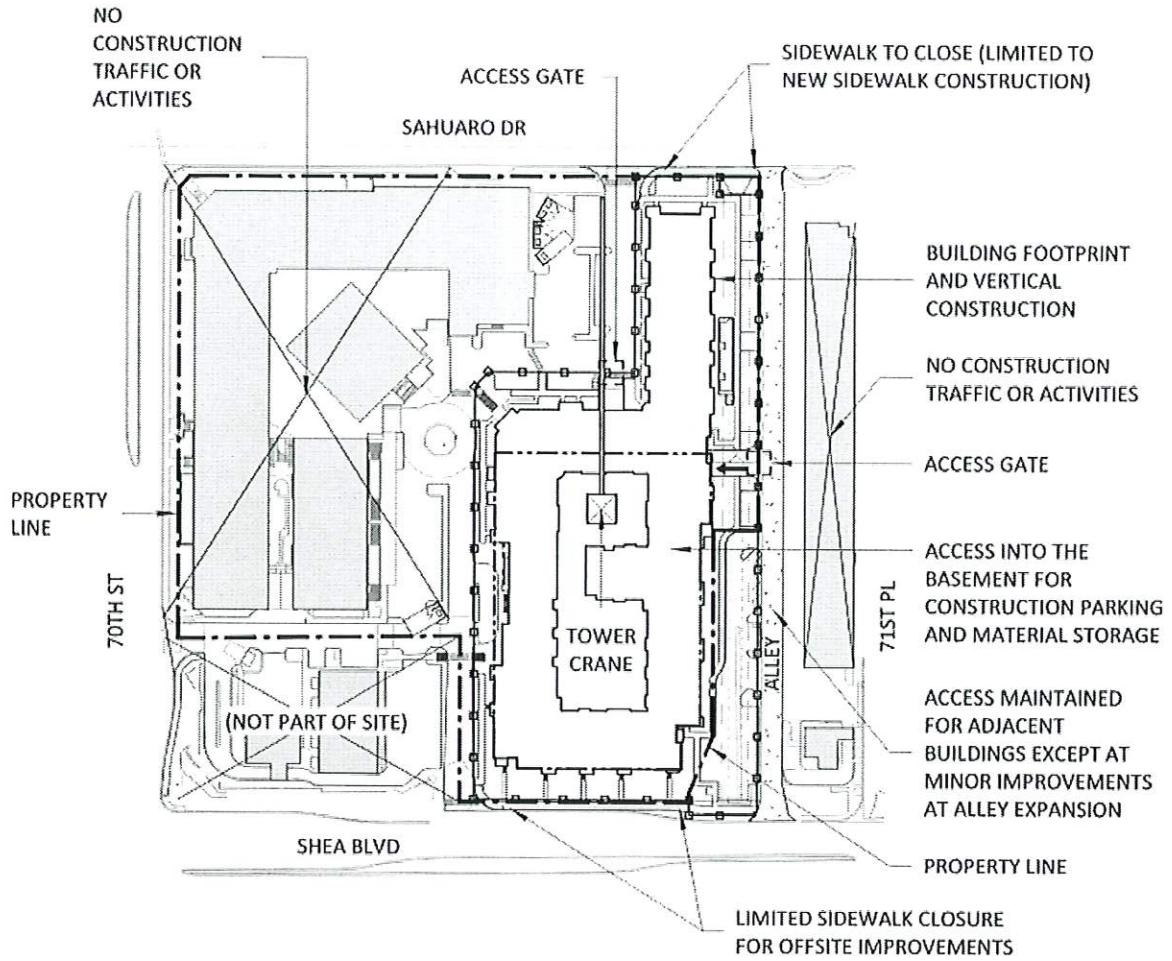 NO
CONSTRUCTION
TRAFFIC OR
ACTIVITIES
ACCESS GATE
SIDEWALK TO CLOSE (LIMITED TO
NEW SIDEWALK CONSTRUCTION)
SAHUARO DR
BUILDING FOOTPRINT
AND VERTICAL
CONSTRUCTION
NO CONSTRUCTION
TRAFFIC OR ACTIVITIES
ACCESS GATE
PROPERTY
LINE
ACCESS INTO THE
BASEMENT FOR
CONSTRUCTION PARKING
AND MATERIAL STORAGE
70TH ST
TOWER
CRANE
ALLEY
71ST PL
(NOT PART OF SITE)
ACCESS MAINTAINED
FOR ADJACENT
BUILDINGS EXCEPT AT
MINOR IMPROVEMENTS
AT ALLEY EXPANSION
SHEA BLVD
PROPERTY LINE
LIMITED SIDEWALK CLOSURE
FOR OFFSITE IMPROVEMENTS